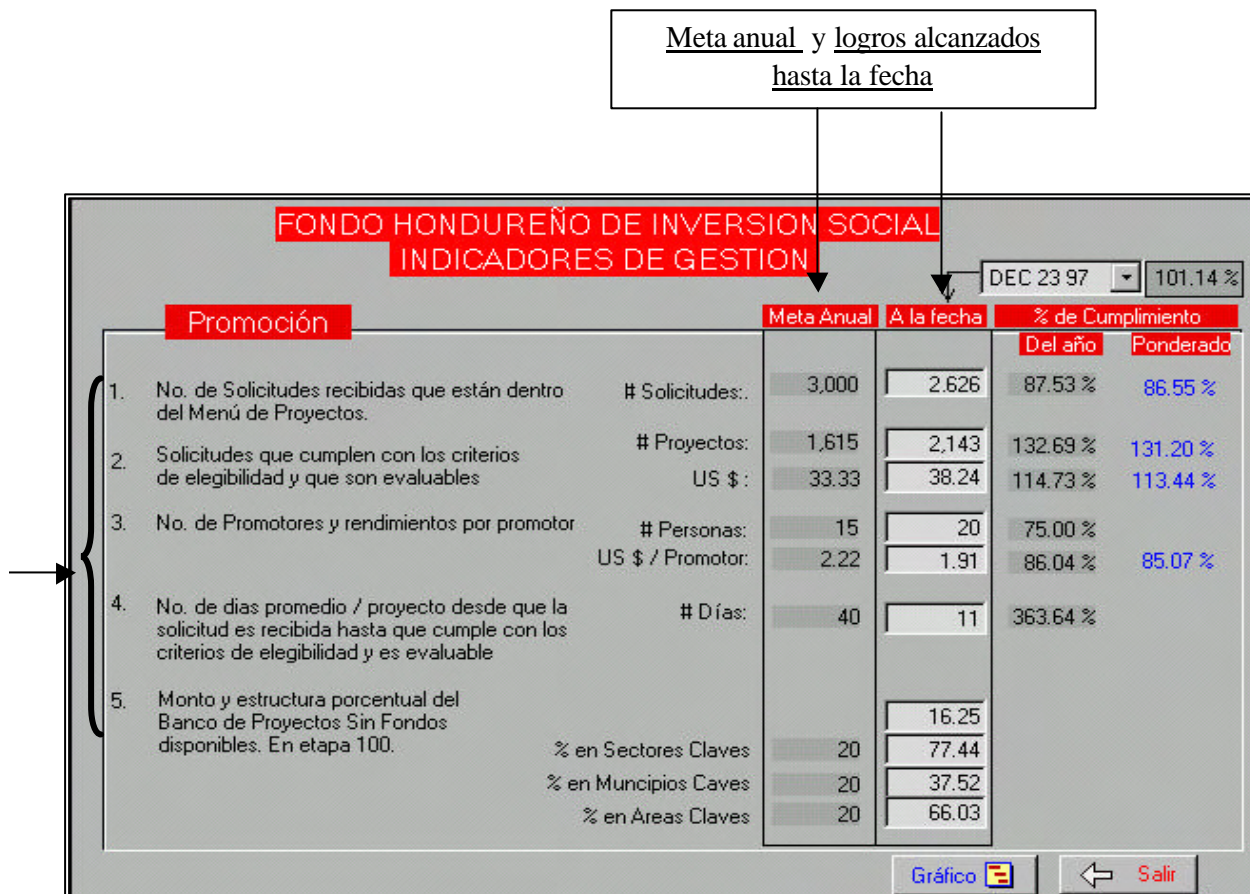 Meta anual y logros alcanzados
hasta la fecha
FONDO HONDUREÑO DE INVERSION SOCIAL
INDICADORES DE GESTION
DEC 23 97 101.14 %
Promoción
Meta Anual A la fecha % de Cumplimiento
Del año Ponderado
1. No. de Solicitudes recibidas que están dentro # Solicitudes:. 3,000 2.626 87.53 % 86.55 %
del Menú de Proyectos.
# Proyectos: 1,615 2,143 132.69 % 131.20 %
2. Solicitudes que cumplen con los criterios
de elegibilidad y que son evaluables US $ : 33.33 38.24 114.73 % 113.44 %
3. No. de Promotores y rendimientos por promotor # Personas: 15 20 75.00 %
US $ / Promotor: 2.22 1.91 86.04 % 85.07 %
4. No. de dias promedio / proyecto desde que la # Días: 40 11 363.64 %
solicitud es recibida hasta que cumple con los
criterios de elegibilidad y es evaluable
5. Monto y estructura porcentual del
Banco de Proyectos Sin Fondos 16.25
disponibles. En etapa 100.
% en Sectores Claves 20 77.44
% en Muncipios Caves 20 37.52
% en Areas Claves 20 66.03
Gráfico Salir